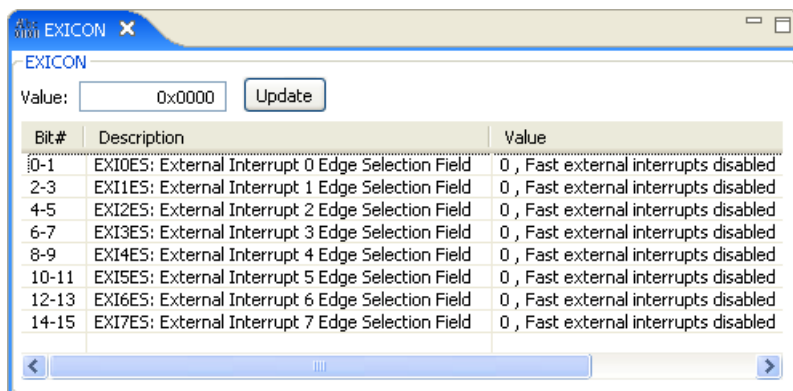 EXICON
EXICON
Value: 0x0000 Update
Bit# Description Value
0-1 EXI0ES: External Interrupt 0 Edge Selection Field 0 , Fast external interrupts disabled
2-3 EXI1ES: External Interrupt 1 Edge Selection Field 0 , Fast external interrupts disabled
4-5 EXI2ES: External Interrupt 2 Edge Selection Field 0 , Fast external interrupts disabled
6-7 EXI3ES: External Interrupt 3 Edge Selection Field 0 , Fast external interrupts disabled
8-9 EXI4ES: External Interrupt 4 Edge Selection Field 0 , Fast external interrupts disabled
10-11 EXI5ES: External Interrupt 5 Edge Selection Field 0 , Fast external interrupts disabled
12-13 EXI6ES: External Interrupt 6 Edge Selection Field 0 , Fast external interrupts disabled
14-15 EXI7ES: External Interrupt 7 Edge Selection Field 0 , Fast external interrupts disabled